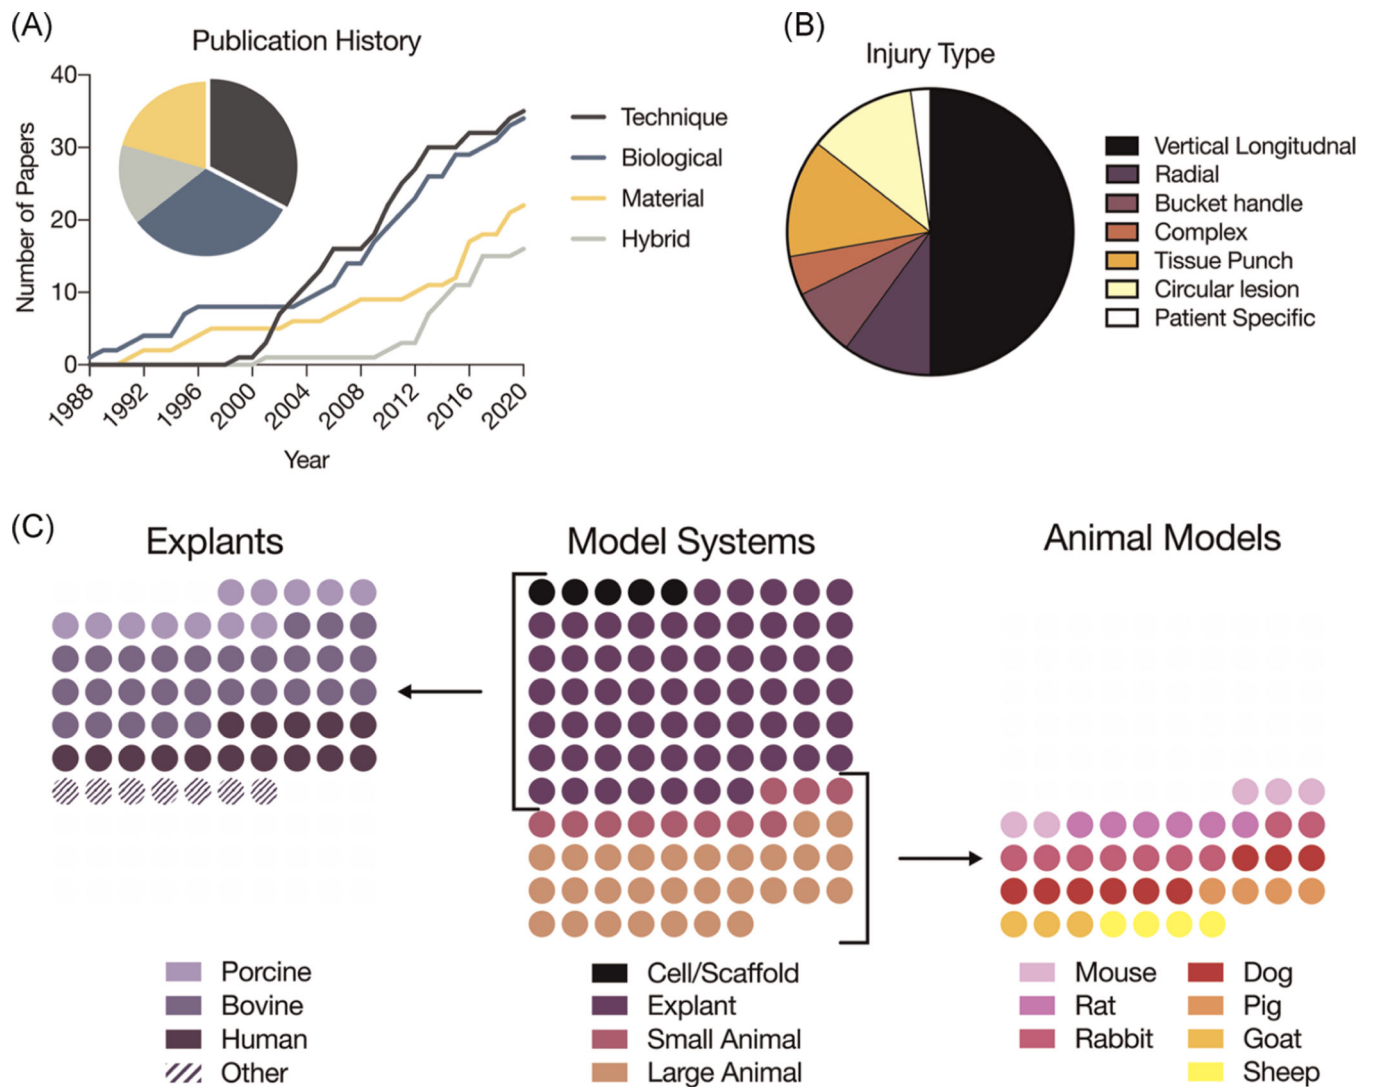 (A)
Publication History
Number of Papers
40
30
20
10
0
1988
1992
1996
2000
2004
2008
2012
2016
2020
Year
Technique
Biological
Material
Hybrid
(B)
Injury Type
Vertical Longitudnal
Radial
Bucket handle
Complex
Tissue Punch
Circular lesion
Patient Specific
(C)
Explants
Model Systems
Animal Models
Porcine
Bovine
Human
Other
Cell/Scaffold
Explant
Small Animal
Large Animal
Mouse
Rat
Rabbit
Dog
Pig
Goat
Sheep